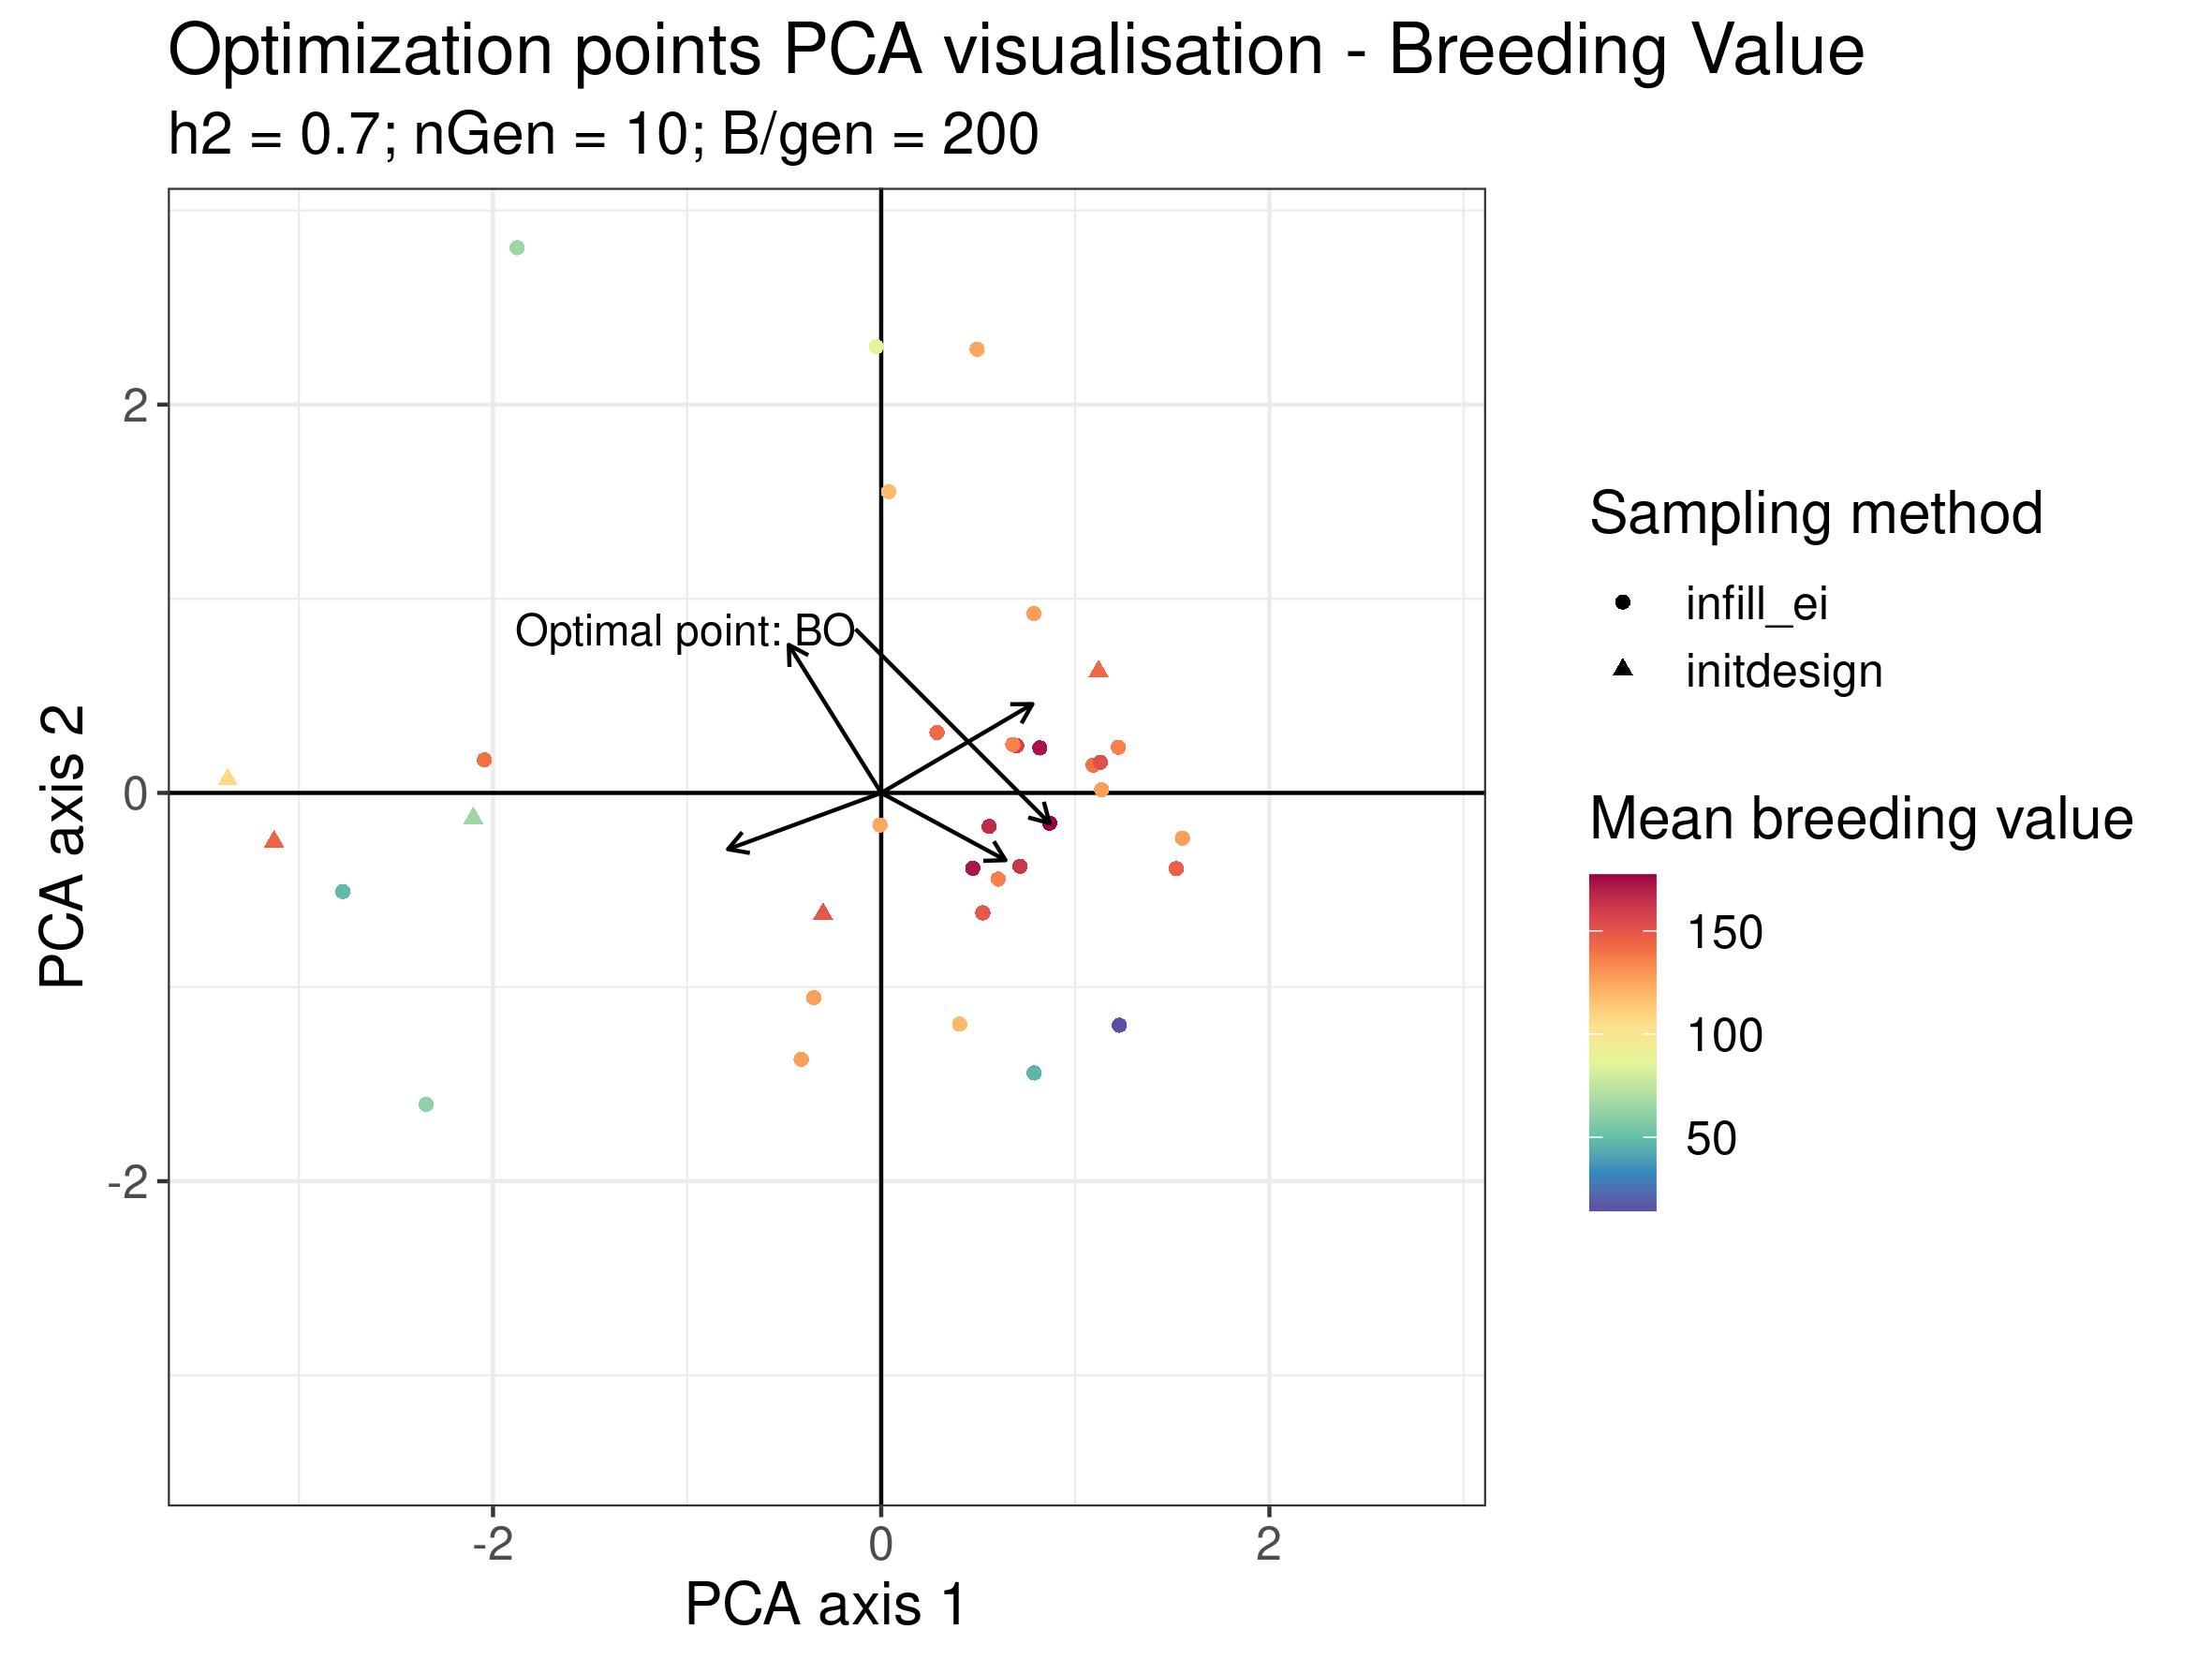 Optimization points PCA visualisation - Breeding Value
h2 = 0.7; nGen = 10; B/gen = 200
2
0
-2
PCA axis 2
Optimal point: BO
-2
0
2
PCA axis 1
Sampling method
infill_ei
initdesign
Mean breeding value
150
100
50